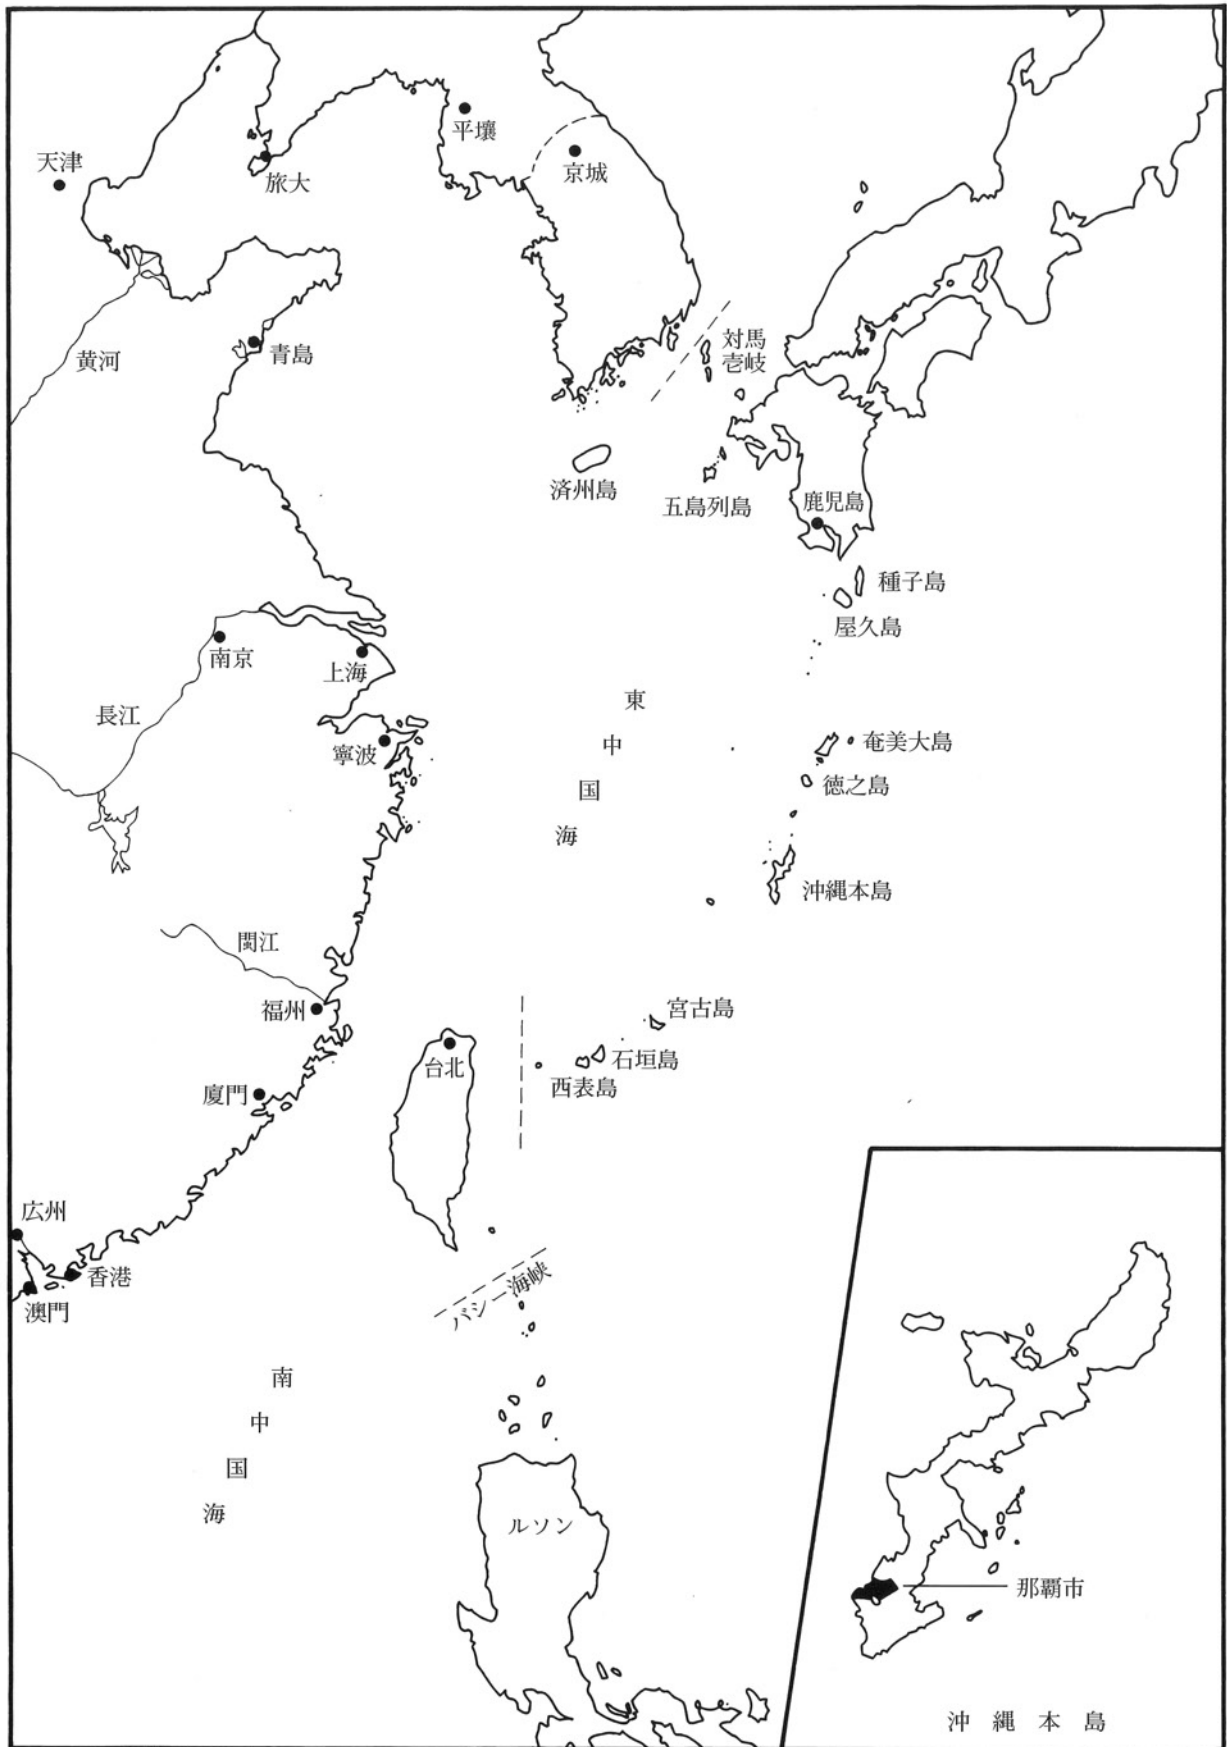 平壤
京城
天津
旅大
黄河
青島
対馬
壱岐
済州島
五島列島
鹿児島
種子島
屋久島
南京
上海
長江
寧波
東中国海
奄美大島
徳之島
沖縄本島
閩江
福州
宮古島
台北
石垣島
西表島
廈門
広州
香港
澳門
バシー海峡
南中国海
ルソン
那覇市
沖縄本島